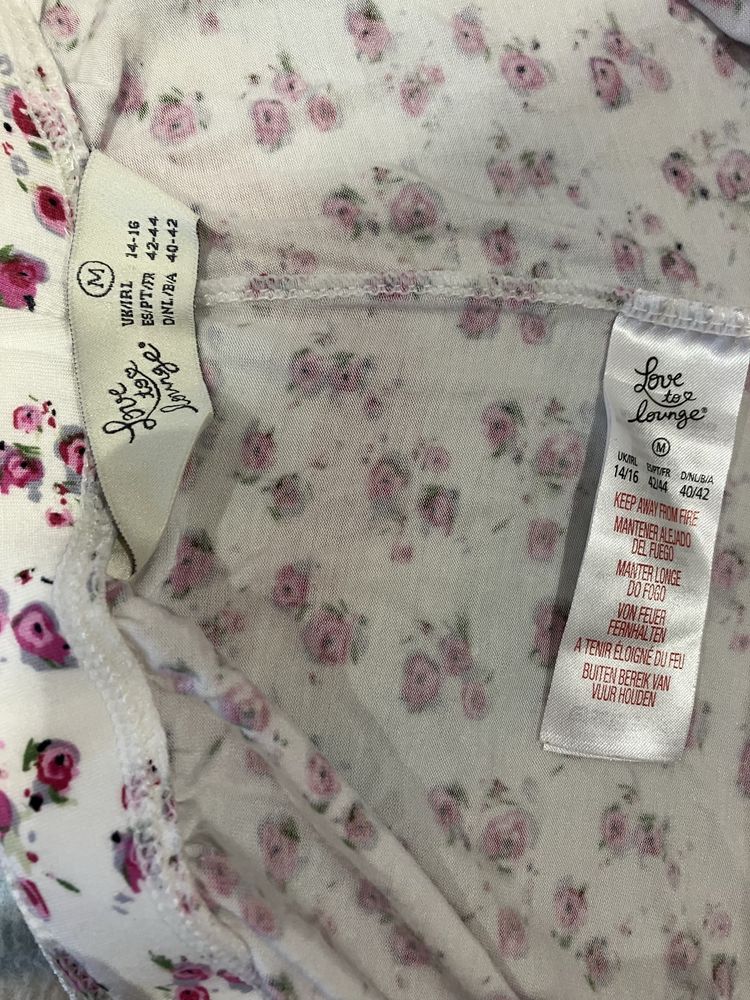 love
to
lounge®
M
UK/IRL 14-16
ES/PT/FR 42-44
D/NL/B/A 40-42
love
to
lounge®
M
UK/IRL ES/PT/FR D/NL/B/A
14/16 42/44 40/42
KEEP AWAY FROM FIRE
MANTENER ALEJADO
DEL FUEGO
MANTER LONGE
DO FOGO
VON FEUER
FERNHALTEN
A TENIR ÉLOIGNÉ DU FEU
BUITEN BEREIK VAN
VUUR HOUDEN